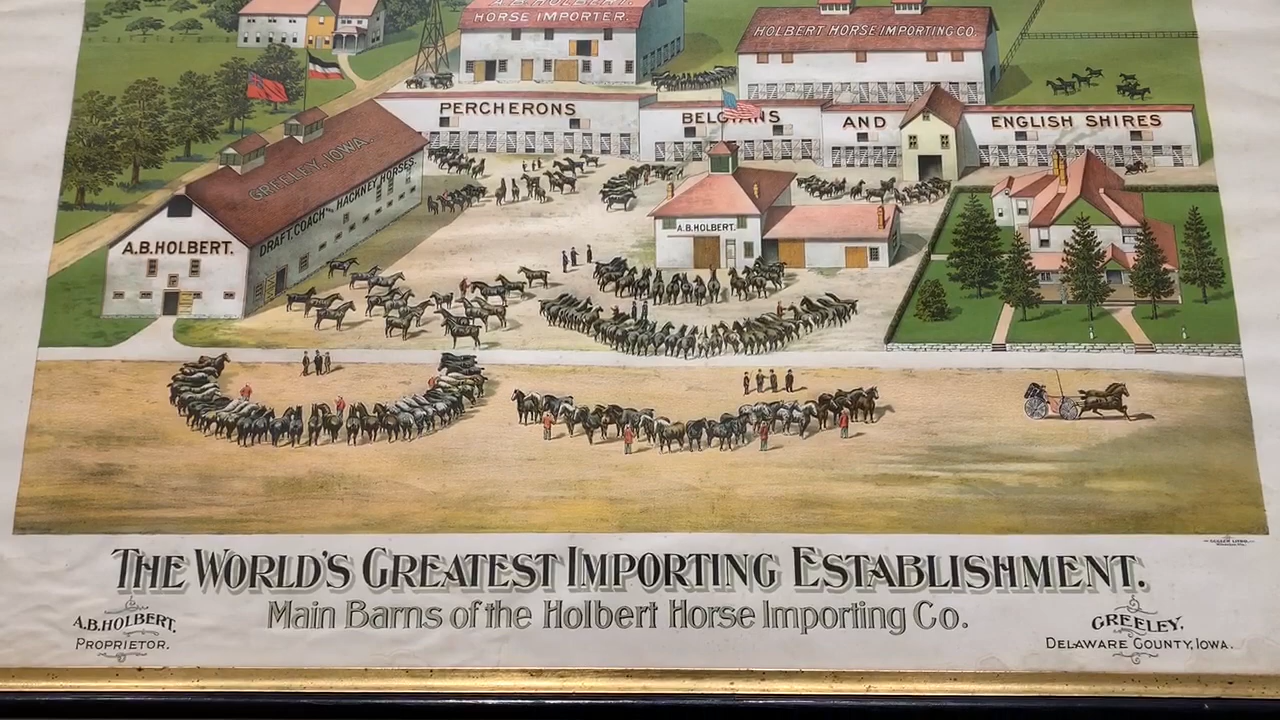 A.B. HOLBERT.
HORSE IMPORTER.
HOLBERT HORSE IMPORTING CO.
PERCHERONS
BELGIANS
AND
ENGLISH SHIRES
GREELEY, IOWA.
DRAFT, COACH AND HACKNEY HORSES.
A.B. HOLBERT.
A.B. HOLBERT.
THE WORLD'S GREATEST IMPORTING ESTABLISHMENT.
Main Barns of the Holbert Horse Importing Co.
A.B. HOLBERT,
PROPRIETOR.
GREELEY,
DELAWARE COUNTY, IOWA.